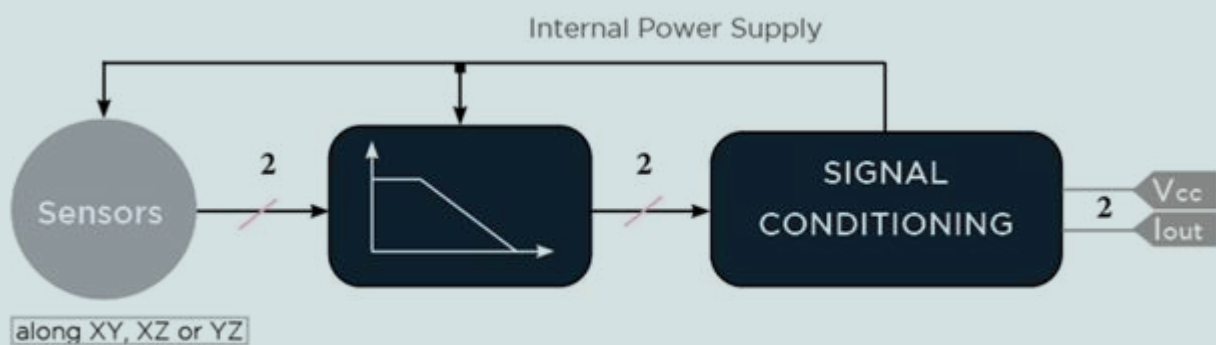 Internal Power Supply
Sensors
2
2
SIGNAL
CONDITIONING
2
Vcc
Iout
along XY, XZ or YZ